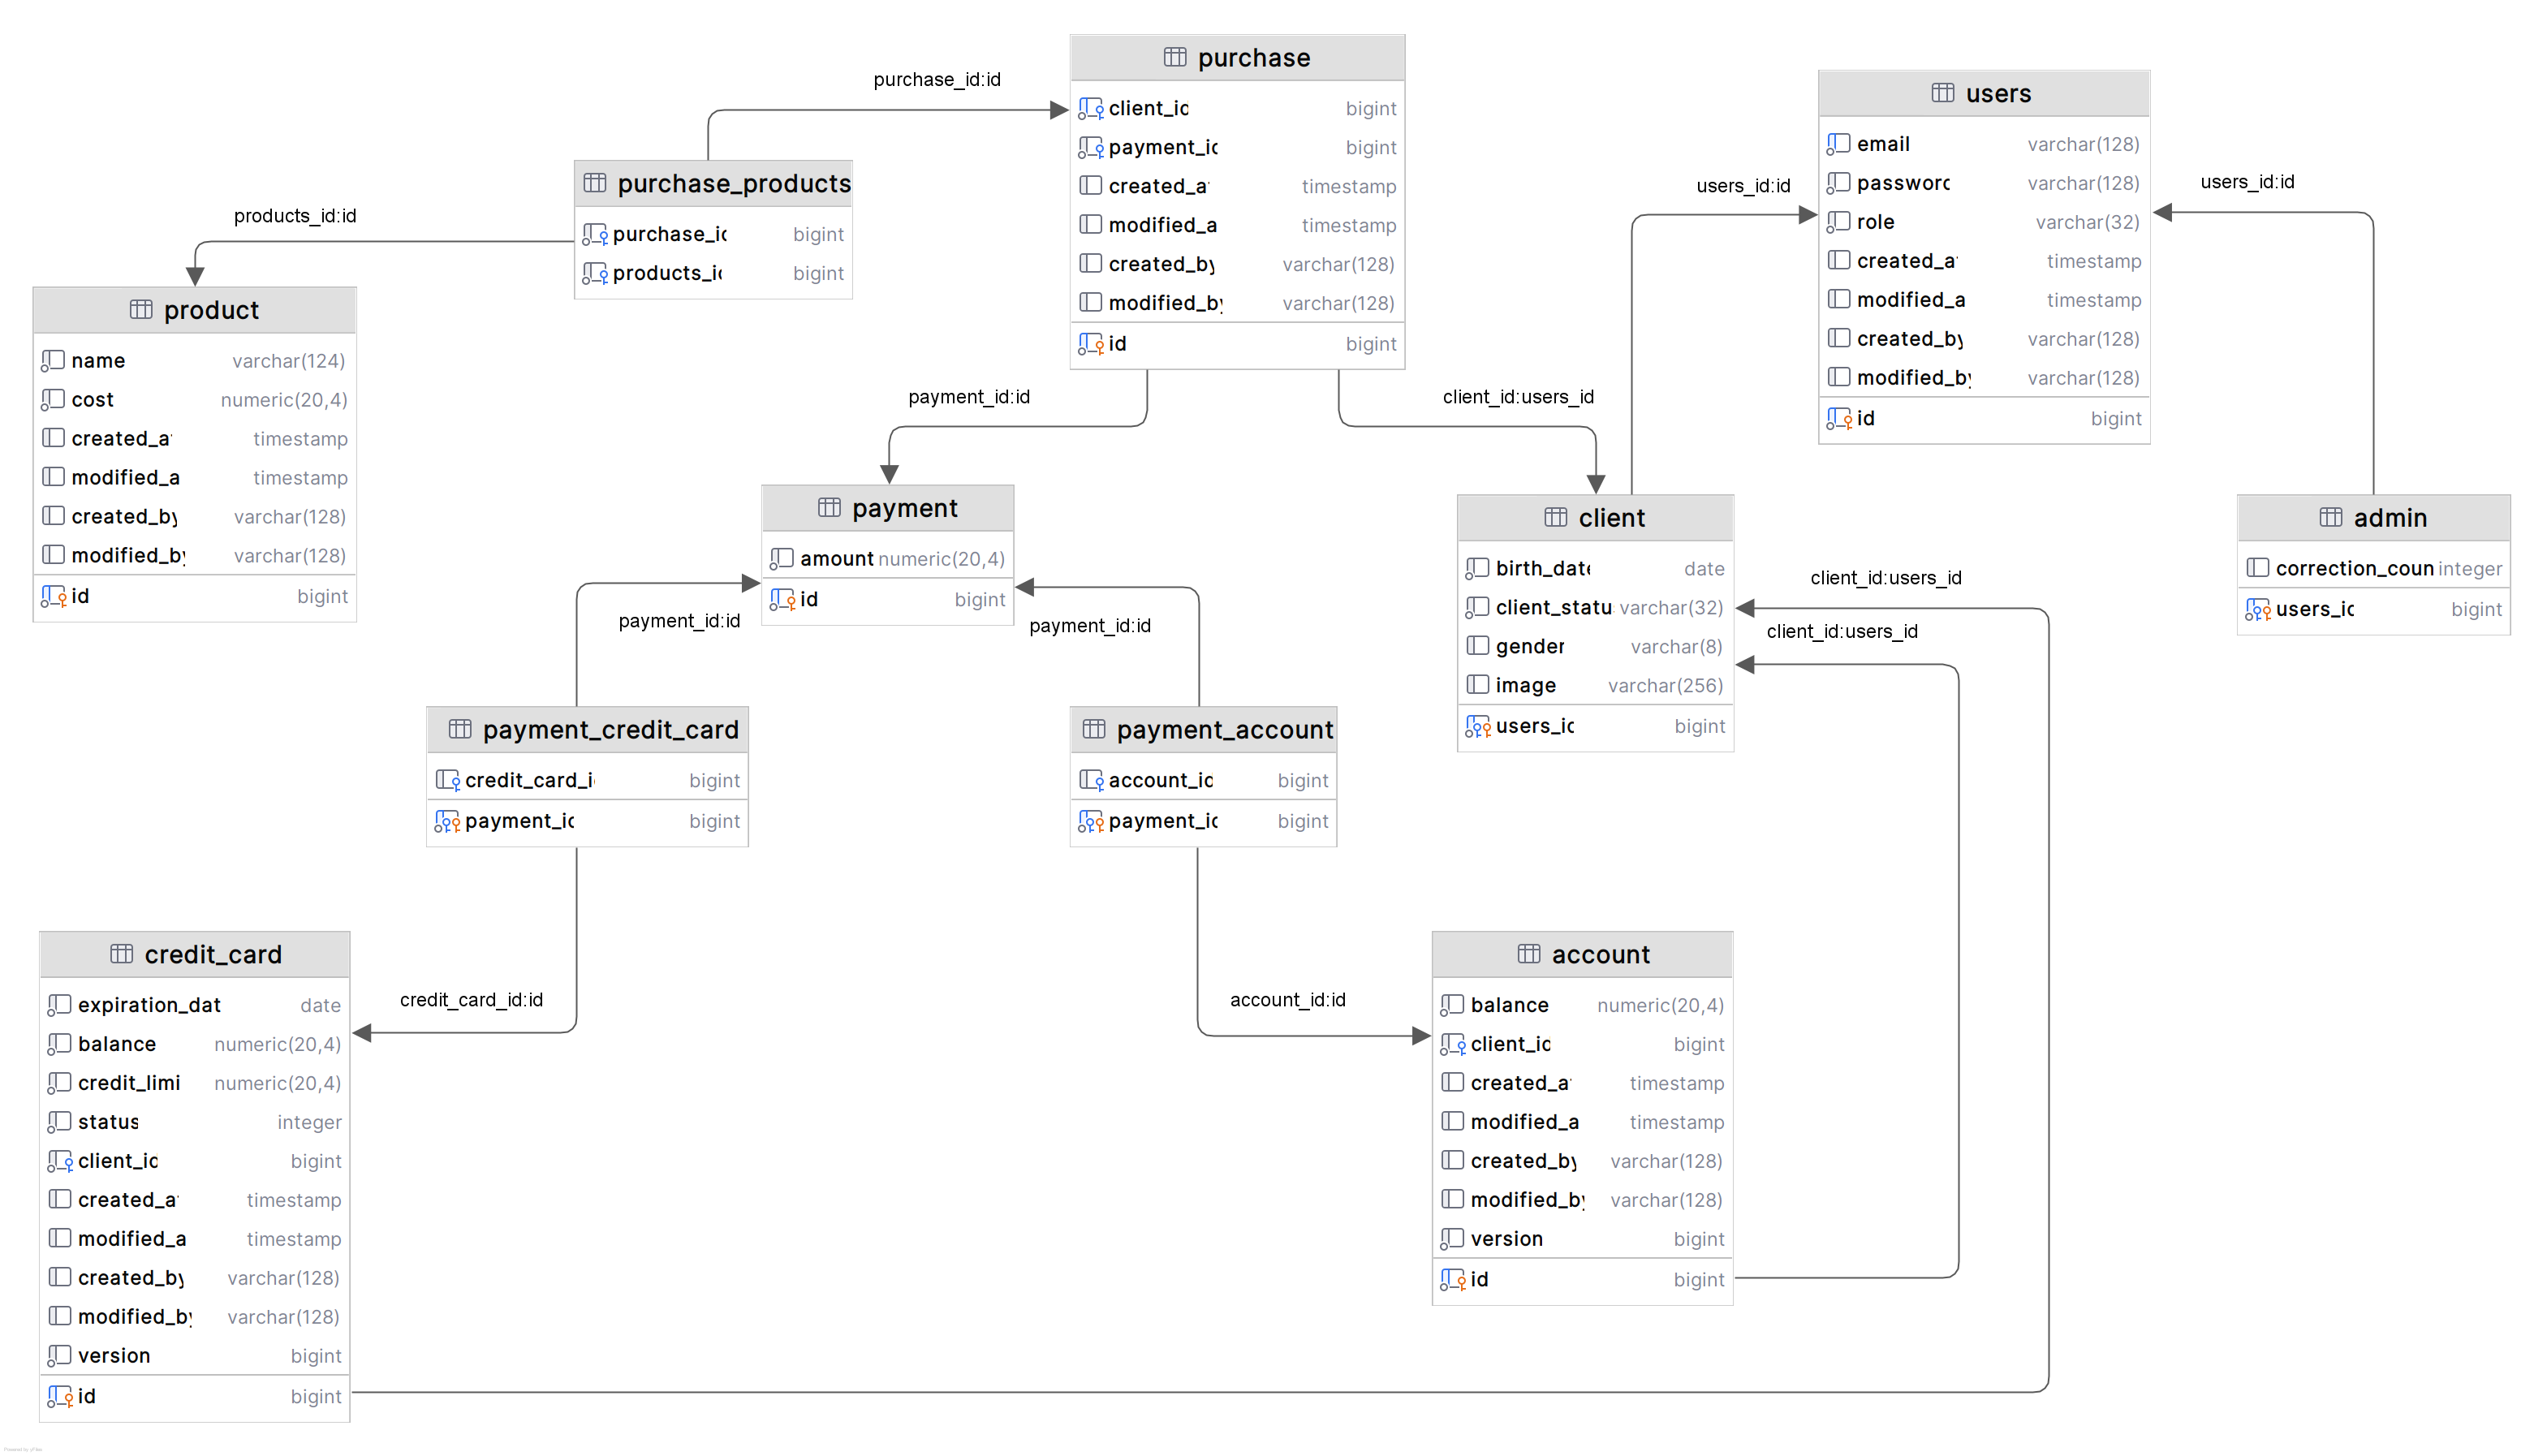 purchase_id:id
purchase
client_ic bigint
payment_ic bigint
created_a timestamp
modified_a timestamp
created_by varchar(128)
modified_by varchar(128)
id bigint
users
email varchar(128)
passworc varchar(128)
role varchar(32)
created_a timestamp
modified_a timestamp
created_by varchar(128)
modified_by varchar(128)
id bigint
users_id:id
users_id:id
purchase_products
purchase_ic bigint
products_ic bigint
products_id:id
product
name varchar(124)
cost numeric(20,4)
created_a timestamp
modified_a timestamp
created_by varchar(128)
modified_by varchar(128)
id bigint
payment_id:id
client_id:users_id
payment
amount numeric(20,4)
id bigint
client
birth_date date
client_statu varchar(32)
gender varchar(8)
image varchar(256)
users_ic bigint
admin
correction_coun integer
users_ic bigint
client_id:users_id
client_id:users_id
payment_id:id
payment_id:id
payment_credit_card
credit_card_i bigint
payment_ic bigint
payment_account
account_id bigint
payment_ic bigint
credit_card_id:id
account_id:id
credit_card
expiration_dat date
balance numeric(20,4)
credit_limi numeric(20,4)
status integer
client_ic bigint
created_a timestamp
modified_a timestamp
created_by varchar(128)
modified_by varchar(128)
version bigint
id bigint
account
balance numeric(20,4)
client_ic bigint
created_a timestamp
modified_a timestamp
created_by varchar(128)
modified_by varchar(128)
version bigint
id bigint
Powered by yFiles